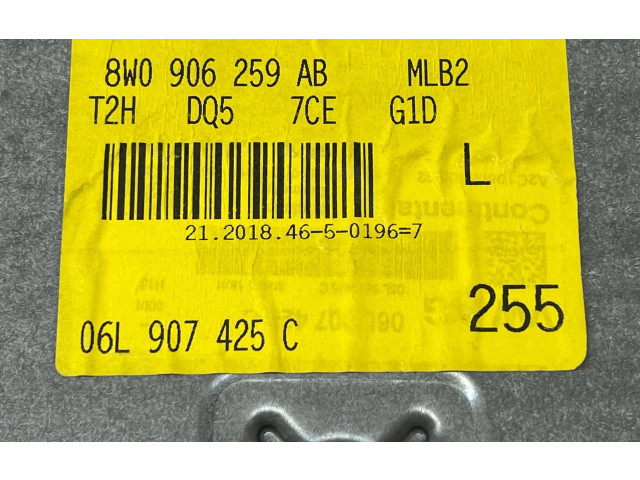 8W0 906 259 AB MLB2
T2H DQ5 7CE G1D
L
21.2018.46-5-0196=7
255
06L 907 425 C
Continental